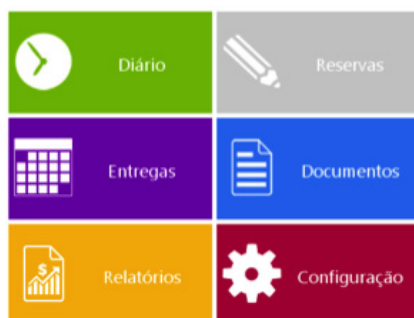 Diário
Reservas
Entregas
Documentos
Relatórios
Configuração